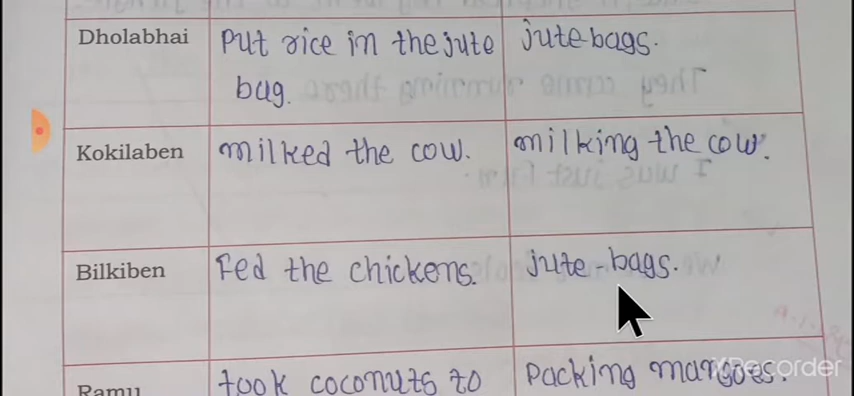 Dholabhai put rice in the jute jute-bags.
bag.
Kokilaben milked the cow. milking the cow.
Bilkiben Fed the chickens. jute-bags.
Ramu took coconuts to packing mangoes.
iXRecorder